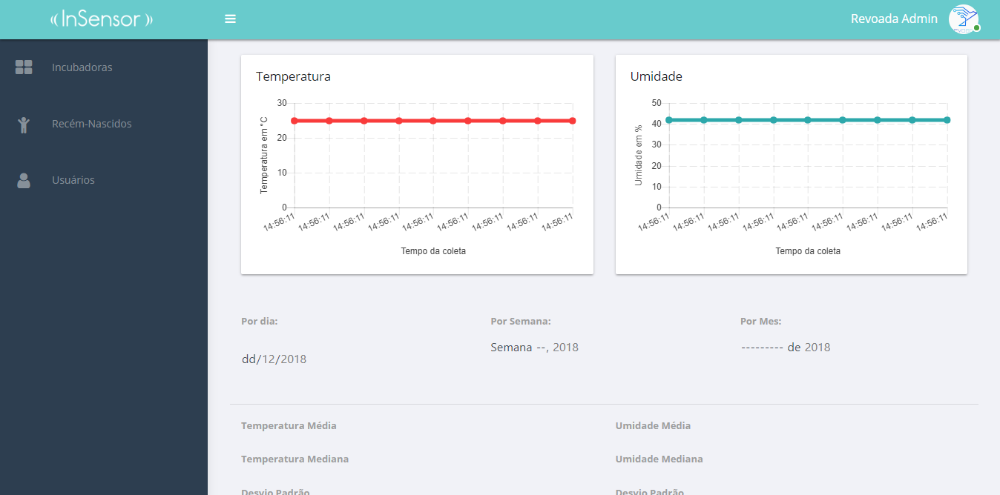 InSensor
Revoada Admin
Incubadoras
Recém-Nascidos
Usuários
Temperatura
30
20
10
0
Temperatura em °C
14:56:11 14:56:11 14:56:11 14:56:11 14:56:11 14:56:11 14:56:11 14:56:11 14:56:11
Tempo da coleta
Umidade
50
40
30
20
10
0
Umidade em %
14:56:11 14:56:11 14:56:11 14:56:11 14:56:11 14:56:11 14:56:11 14:56:11 14:56:11
Tempo da coleta
Por dia:
dd/12/2018
Por Semana:
Semana --, 2018
Por Mes:
--------- de 2018
Temperatura Média
Umidade Média
Temperatura Mediana
Umidade Mediana
Desvio Padrão
Desvio Padrão